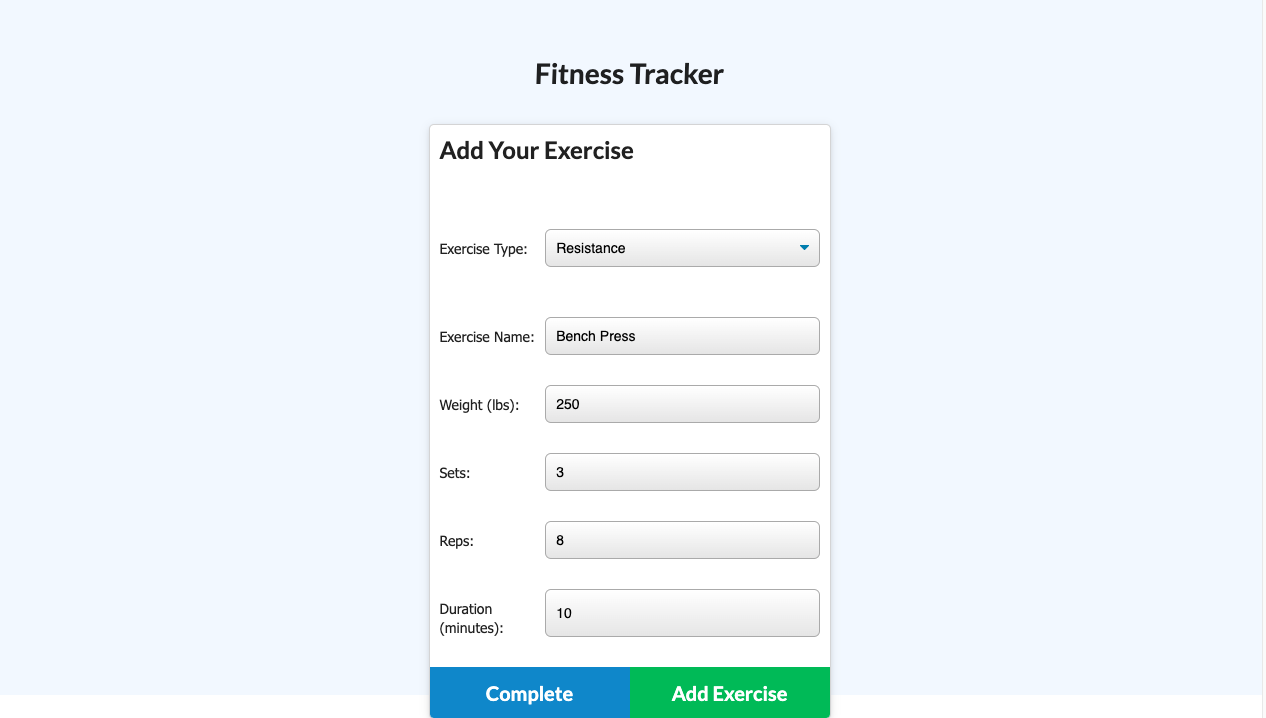 Fitness Tracker
Add Your Exercise
Exercise Type: Resistance
Exercise Name: Bench Press
Weight (lbs): 250
Sets: 3
Reps: 8
Duration
(minutes): 10
Complete Add Exercise